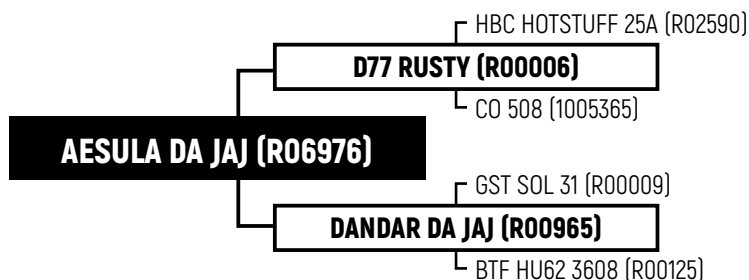 HBC HOTSTUFF 25A (R02590)
D77 RUSTY (R00006)
CO 508 (1005365)
AESULA DA JAJ (R06976)
GST SOL 31 (R00009)
DANDAR DA JAJ (R00965)
BTF HU62 3608 (R00125)